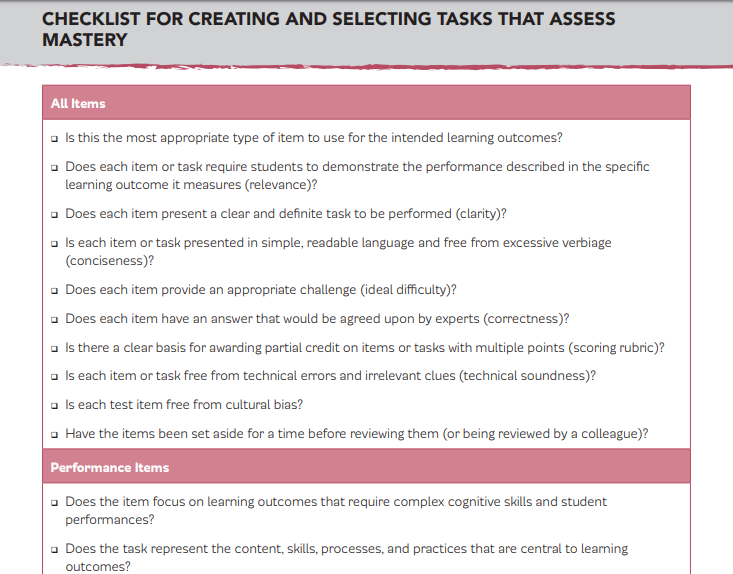 CHECKLIST FOR CREATING AND SELECTING TASKS THAT ASSESS
MASTERY
All Items
Is this the most appropriate type of item to use for the intended learning outcomes?
Does each item or task require students to demonstrate the performance described in the specific
learning outcome it measures (relevance)?
Does each item present a clear and definite task to be performed (clarity)?
Is each item or task presented in simple, readable language and free from excessive verbiage
(conciseness)?
Does each item provide an appropriate challenge (ideal difficulty)?
Does each item have an answer that would be agreed upon by experts (correctness)?
Is there a clear basis for awarding partial credit on items or tasks with multiple points (scoring rubric)?
Is each item or task free from technical errors and irrelevant clues (technical soundness)?
Is each test item free from cultural bias?
Have the items been set aside for a time before reviewing them (or being reviewed by a colleague)?
Performance Items
Does the item focus on learning outcomes that require complex cognitive skills and student
performances?
Does the task represent the content, skills, processes, and practices that are central to learning
outcomes?